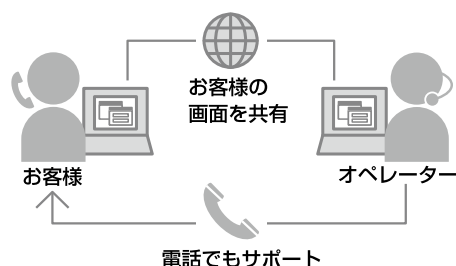 お客様の
画面を共有
お客様
オペレーター
電話でもサポート